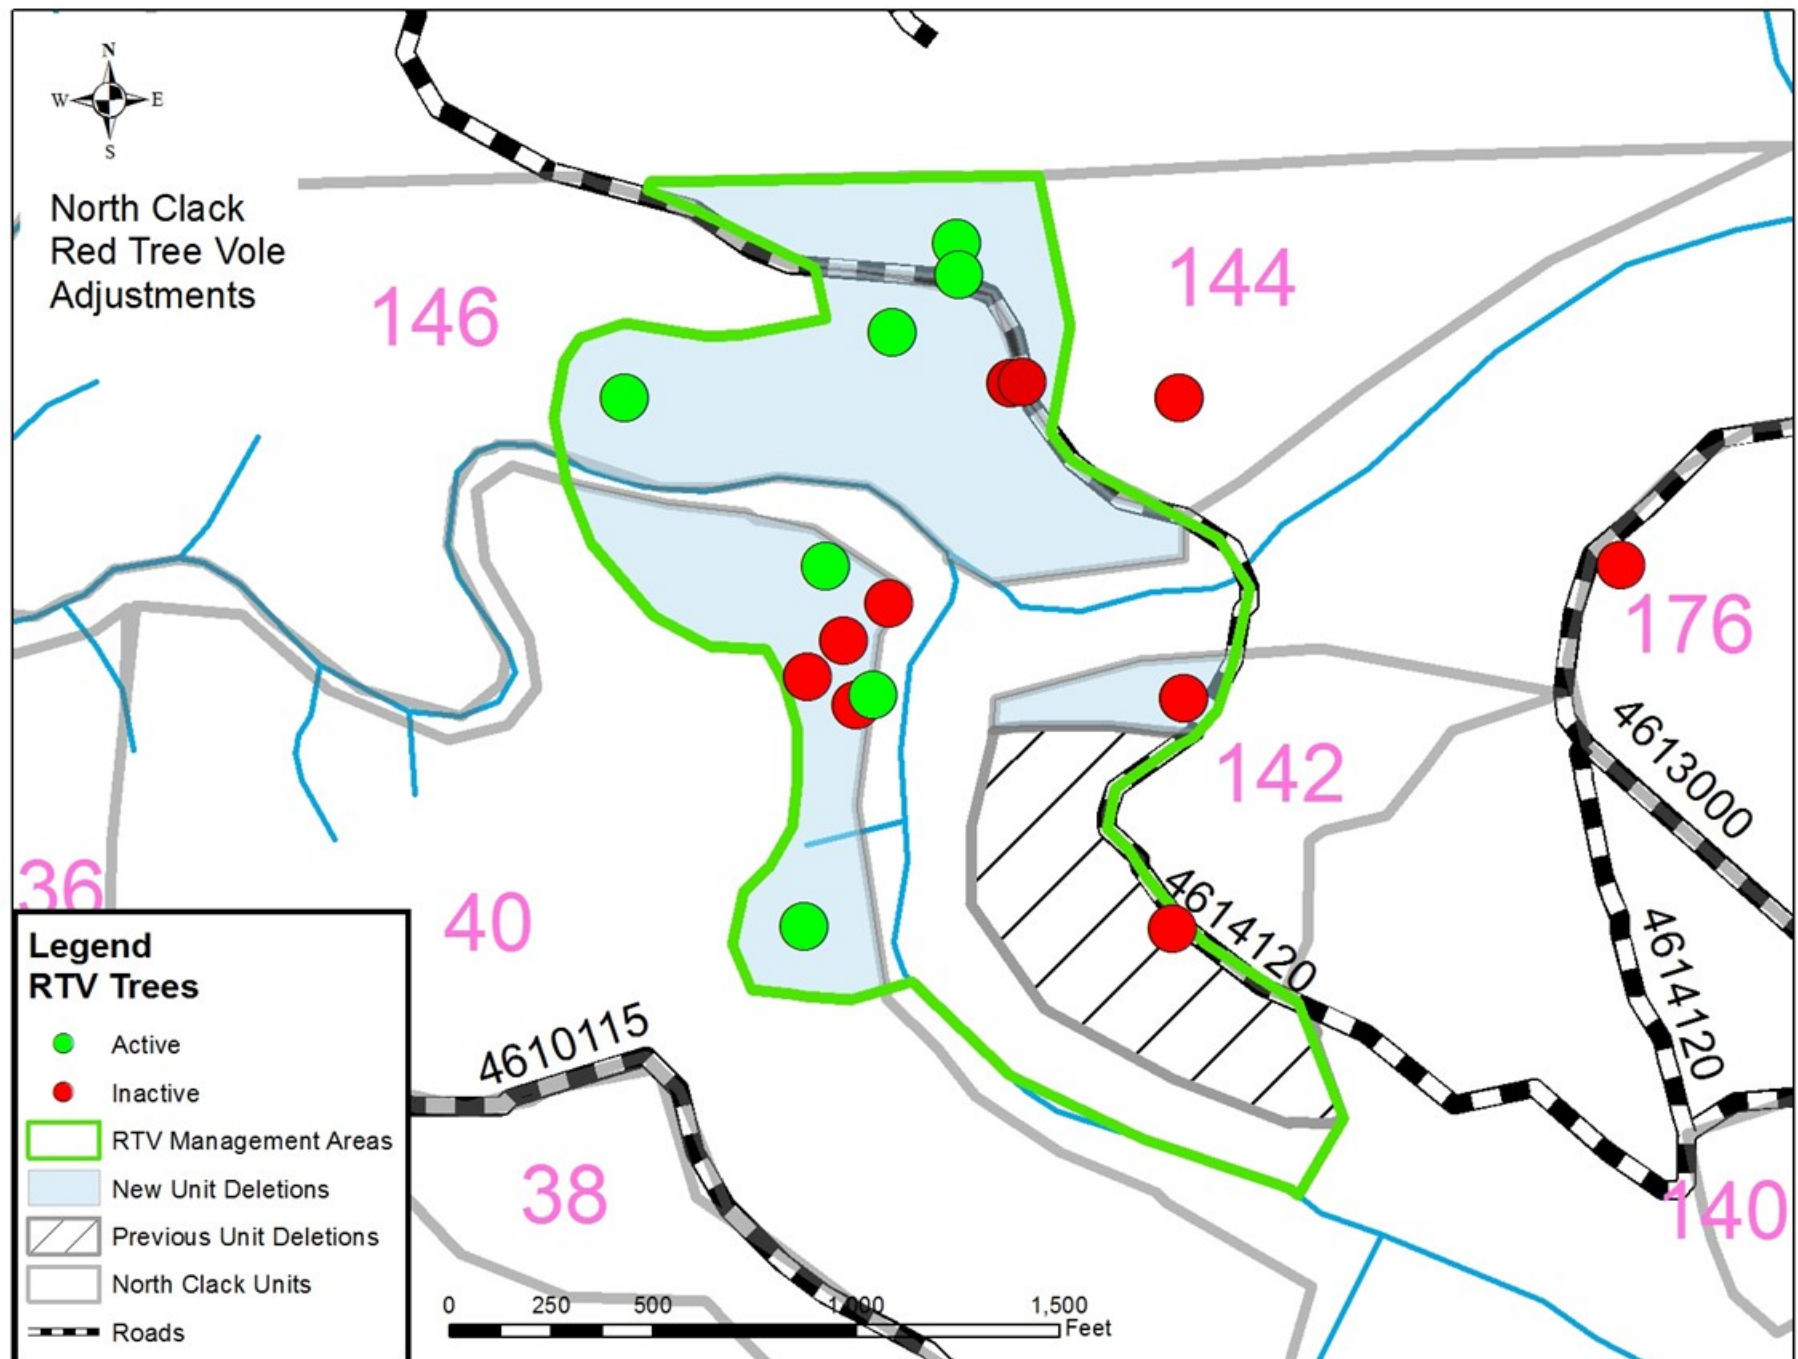 N
W E
S
North Clack
Red Tree Vole
Adjustments
146
144
176
142
4613000
36
40
4614120
4614120
4610115
38
140
Legend
RTV Trees
Active
Inactive
RTV Management Areas
New Unit Deletions
Previous Unit Deletions
North Clack Units
Roads
0 250 500 1,000 1,500
Feet